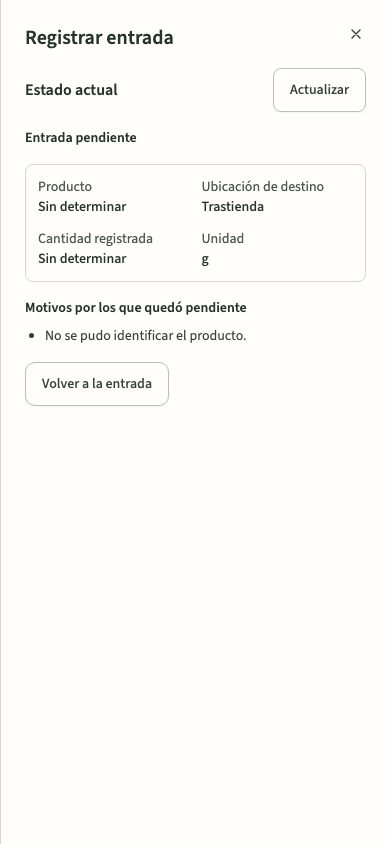 Registrar entrada
Estado actual
Actualizar
Entrada pendiente
Producto
Sin determinar
Ubicación de destino
Trastienda
Cantidad registrada
Sin determinar
Unidad
g
Motivos por los que quedó pendiente
No se pudo identificar el producto.
Volver a la entrada